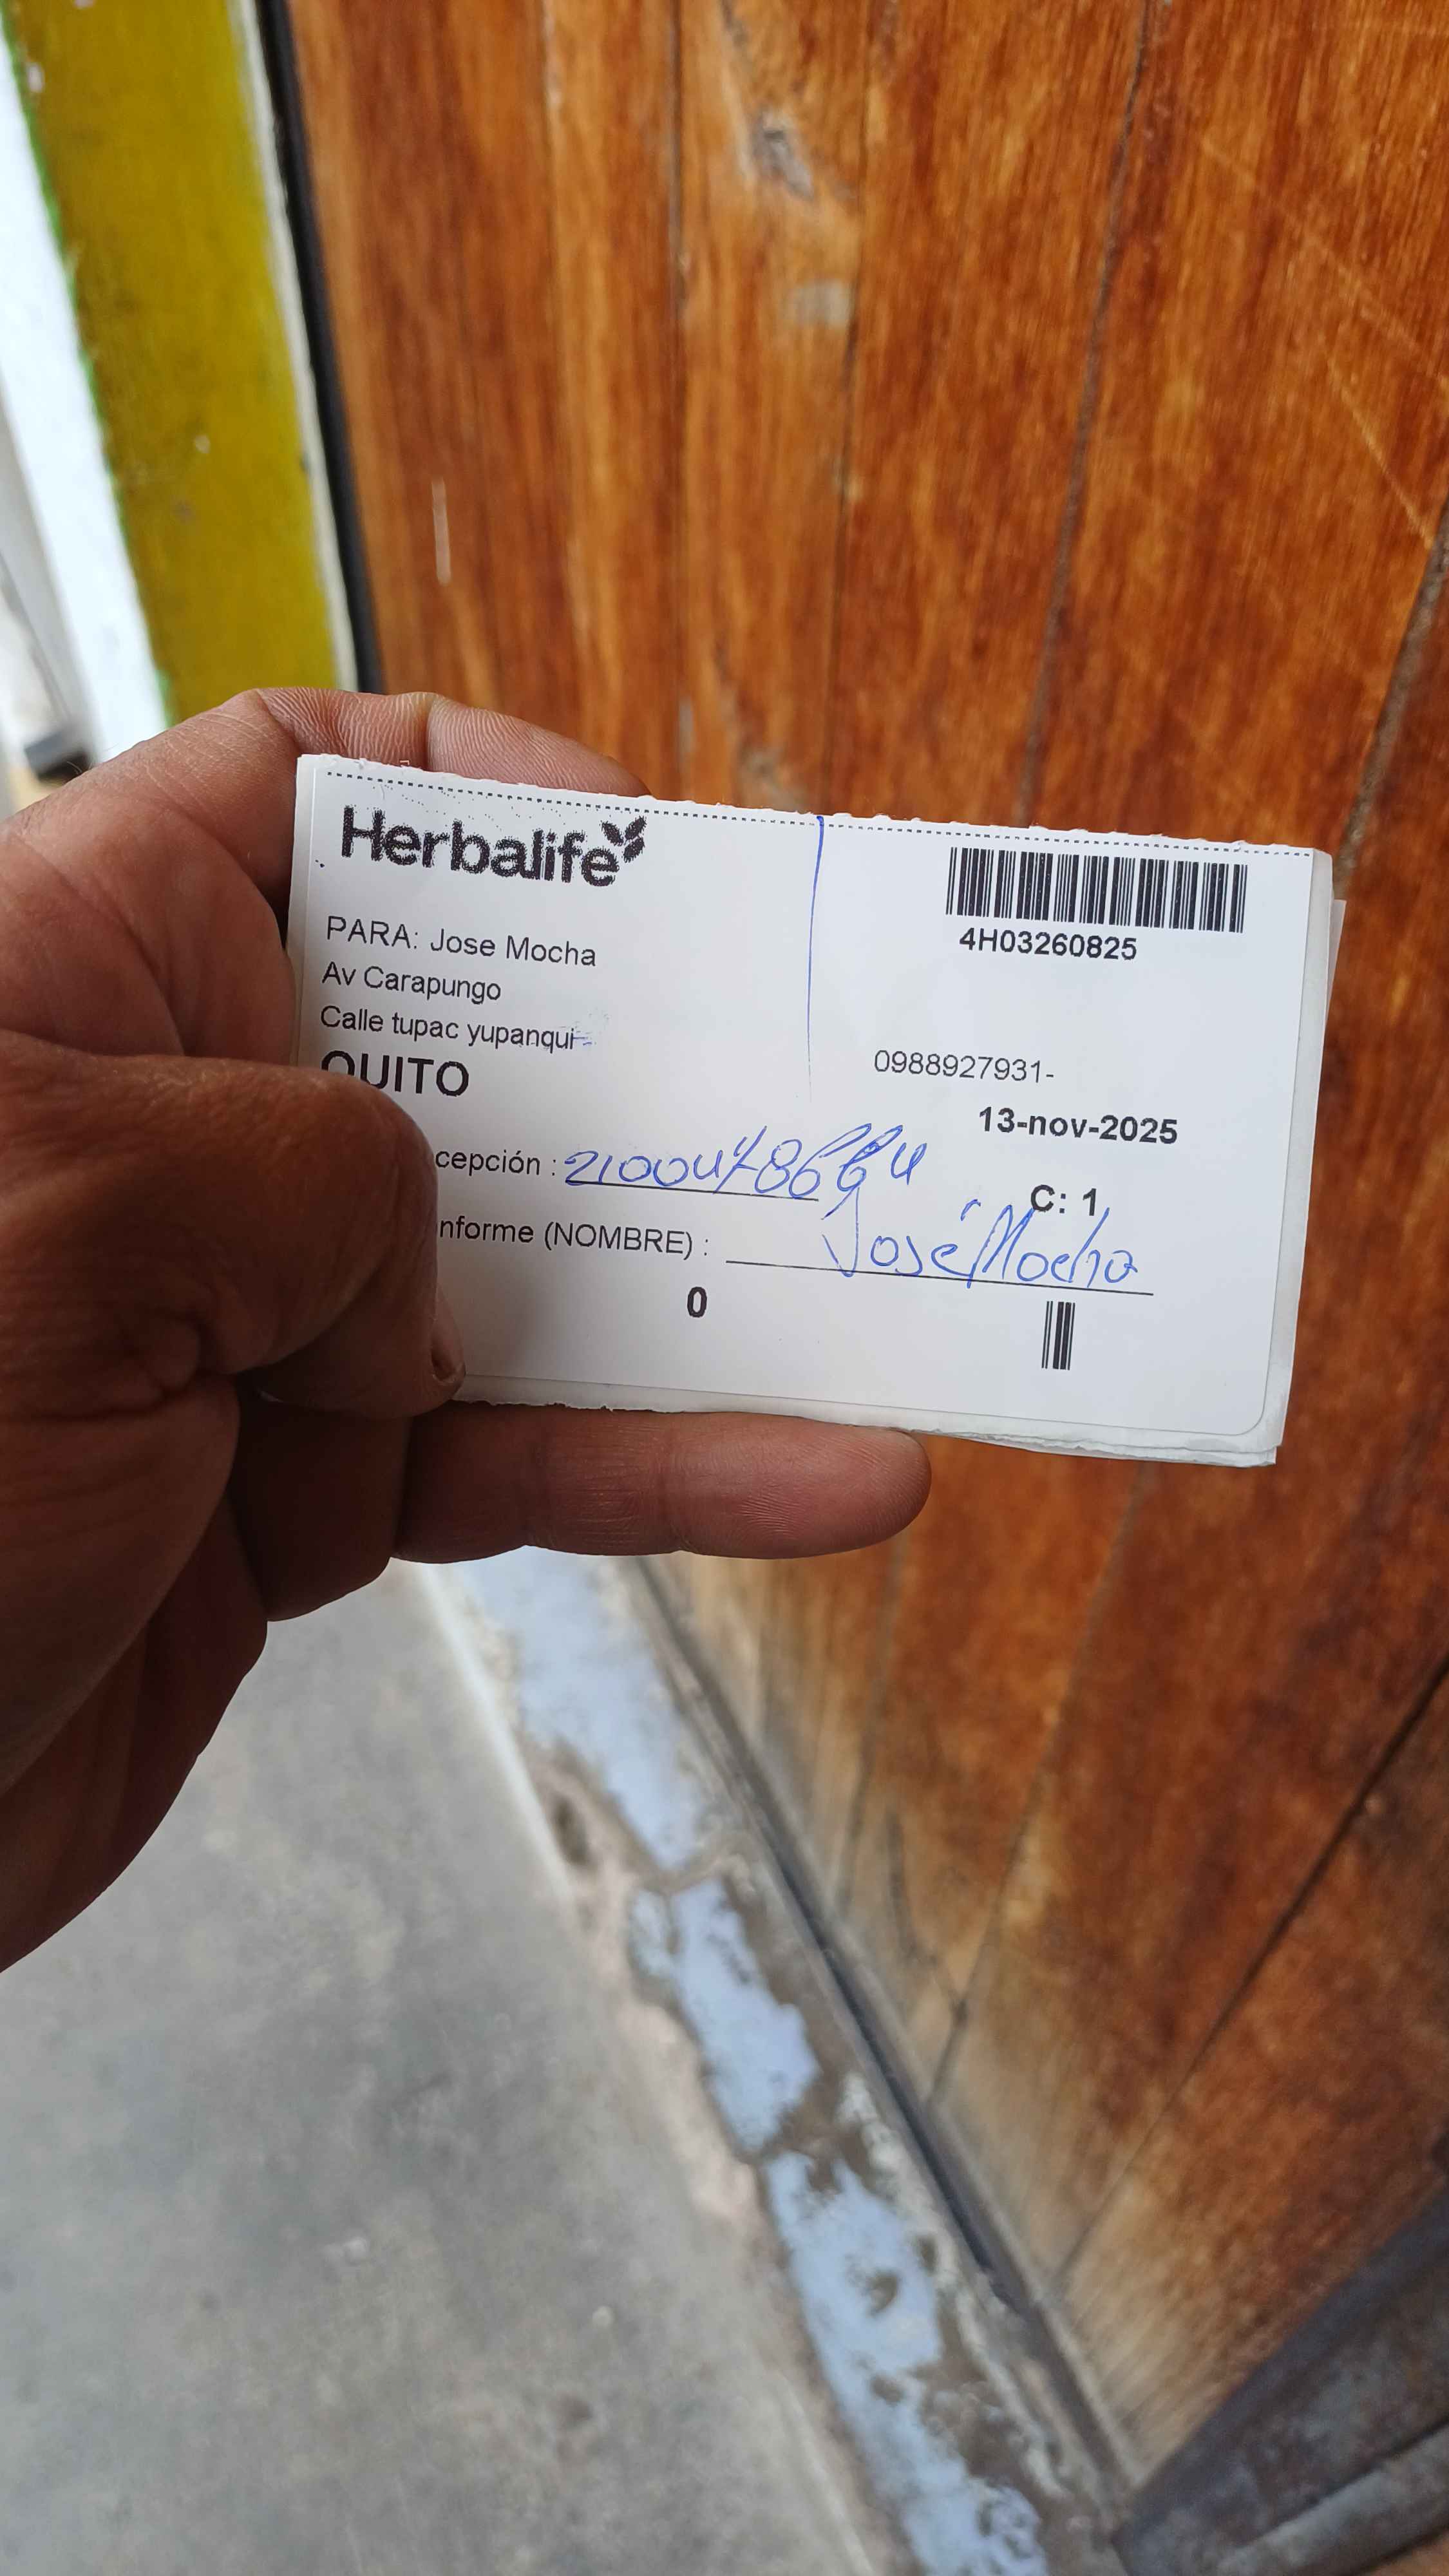 Herbalife
PARA: Jose Mocha
Av Carapungo
Calle tupac yupanqui-
QUITO
4H03260825
0988927931-
13-nov-2025
cepción :
C: 1
nforme (NOMBRE) : José Mocha
0